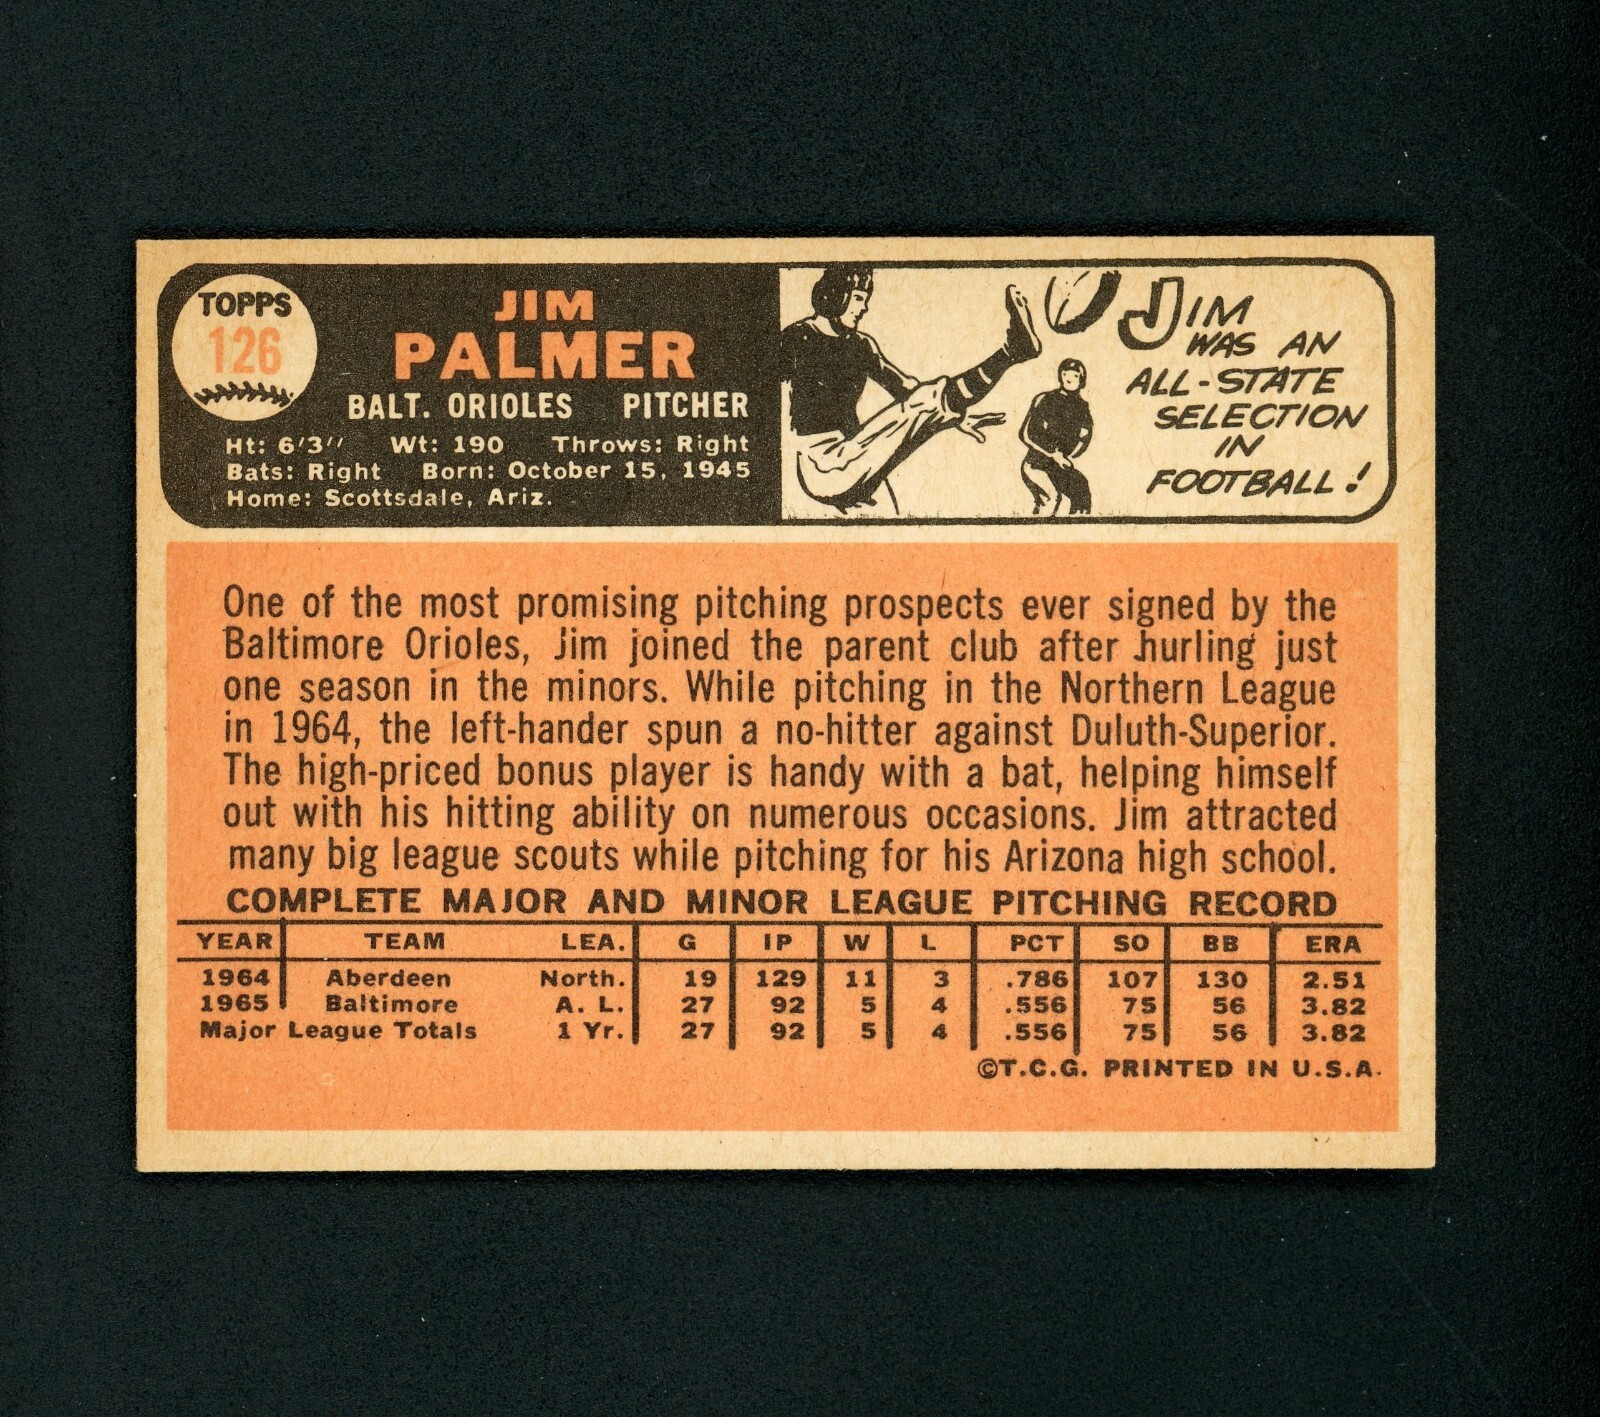 TOPPS
126
JIM
PALMER
BALT. ORIOLES PITCHER
Ht: 6'3" Wt: 190 Throws: Right
Bats: Right Born: October 15, 1945
Home: Scottsdale, Ariz.
JIM
WAS AN
ALL-STATE
SELECTION
IN
FOOTBALL!
One of the most promising pitching prospects ever signed by the
Baltimore Orioles, Jim joined the parent club after hurling just
one season in the minors. While pitching in the Northern League
in 1964, the left-hander spun a no-hitter against Duluth-Superior.
The high-priced bonus player is handy with a bat, helping himself
out with his hitting ability on numerous occasions. Jim attracted
many big league scouts while pitching for his Arizona high school.
COMPLETE MAJOR AND MINOR LEAGUE PITCHING RECORD
YEAR TEAM LEA. G IP W L PCT SO BB ERA
1964 Aberdeen North. 19 129 11 3 .786 107 130 2.51
1965 Baltimore A. L. 27 92 5 4 .556 75 56 3.82
Major League Totals 1 Yr. 27 92 5 4 .556 75 56 3.82
©T.C.G. PRINTED IN U.S.A.